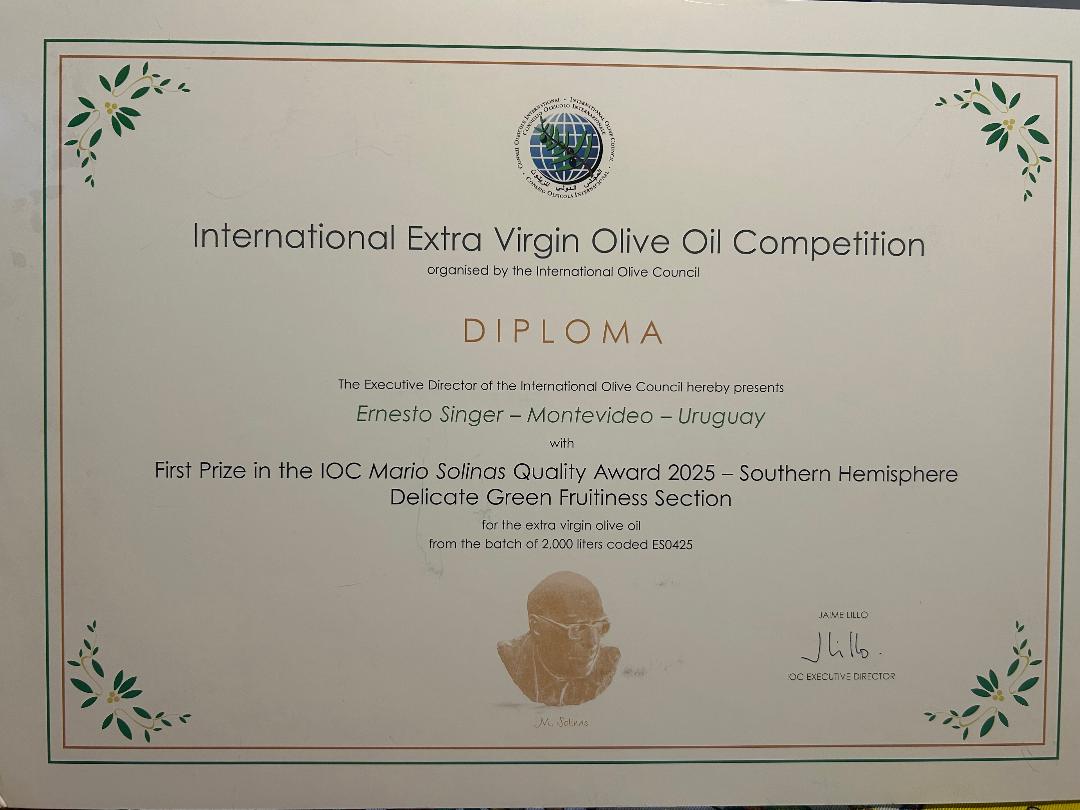 International Extra Virgin Olive Oil Competition
organised by the International Olive Council
DIPLOMA
The Executive Director of the International Olive Council hereby presents
Ernesto Singer – Montevideo – Uruguay
with
First Prize in the IOC Mario Solinas Quality Award 2025 – Southern Hemisphere
Delicate Green Fruitiness Section
for the extra virgin olive oil
from the batch of 2,000 liters coded ES0425
JAIME LILLO
JLillo.
IOC EXECUTIVE DIRECTOR
M. Solinas